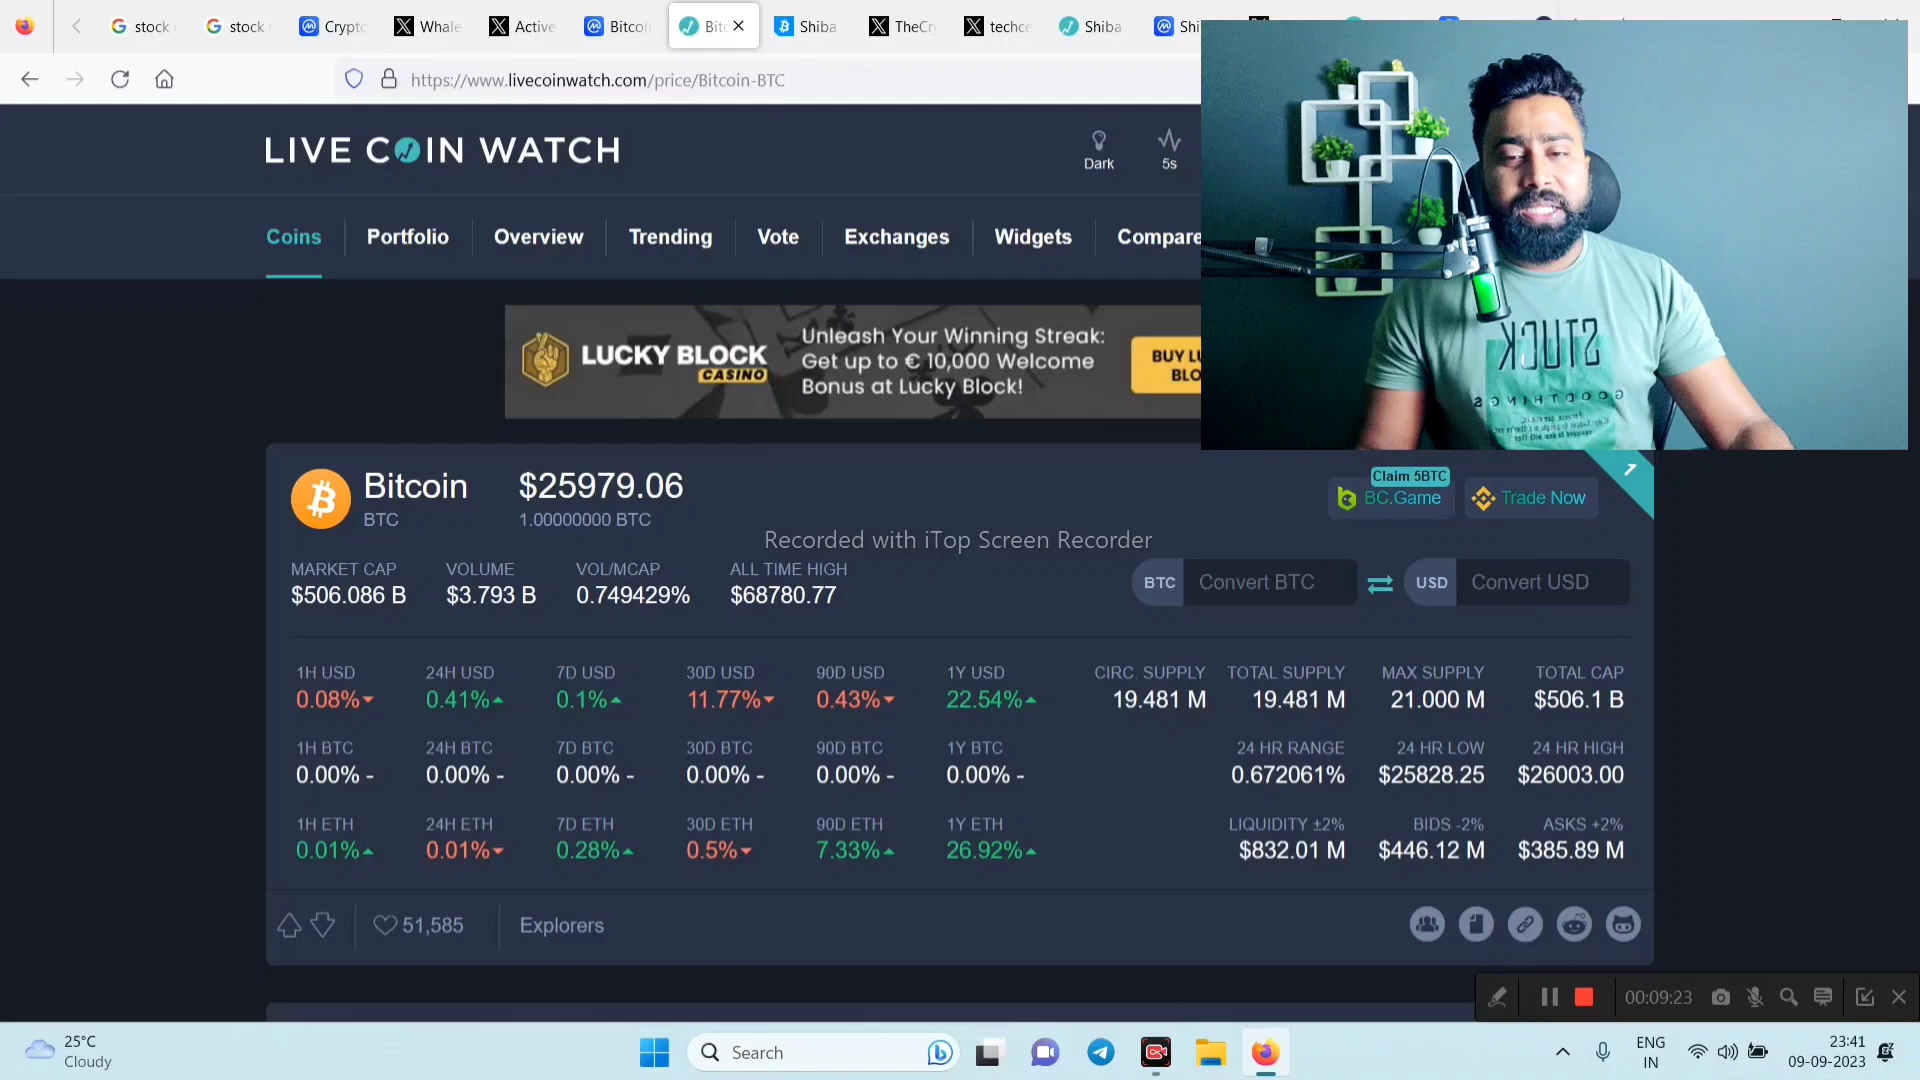 stock
stock
Crypto
Whale
Active
Bitcoi
Bitc
Shiba
TheCry
techce
Shiba
Shi
https://www.livecoinwatch.com/price/Bitcoin-BTC
LIVE COIN WATCH
Dark
5s
Coins
Portfolio
Overview
Trending
Vote
Exchanges
Widgets
Compare
LUCKY BLOCK
CASINO
Unleash Your Winning Streak:
Get up to € 10,000 Welcome
Bonus at Lucky Block!
BUY LU
BLO
STUCK
GOODTHINGS
Bitcoin
BTC
$25979.06
1.00000000 BTC
Claim 5BTC
BC.Game
Trade Now
1
Recorded with iTop Screen Recorder
MARKET CAP VOLUME VOL/MCAP ALL TIME HIGH
$506.086 B $3.793 B 0.749429% $68780.77
BTC Convert BTC USD Convert USD
1H USD 24H USD 7D USD 30D USD 90D USD 1Y USD CIRC. SUPPLY TOTAL SUPPLY MAX SUPPLY TOTAL CAP
0.08% 0.41% 0.1% 11.77% 0.43% 22.54% 19.481 M 19.481 M 21.000 M $506.1 B
1H BTC 24H BTC 7D BTC 30D BTC 90D BTC 1Y BTC 24 HR RANGE 24 HR LOW 24 HR HIGH
0.00% - 0.00% - 0.00% - 0.00% - 0.00% - 0.00% - 0.672061% $25828.25 $26003.00
1H ETH 24H ETH 7D ETH 30D ETH 90D ETH 1Y ETH LIQUIDITY ±2% BIDS -2% ASKS +2%
0.01% 0.01% 0.28% 0.5% 7.33% 26.92% $832.01 M $446.12 M $385.89 M
51,585 Explorers
00:09:23
25°C
Cloudy
Search
ENG
IN
23:41
09-09-2023